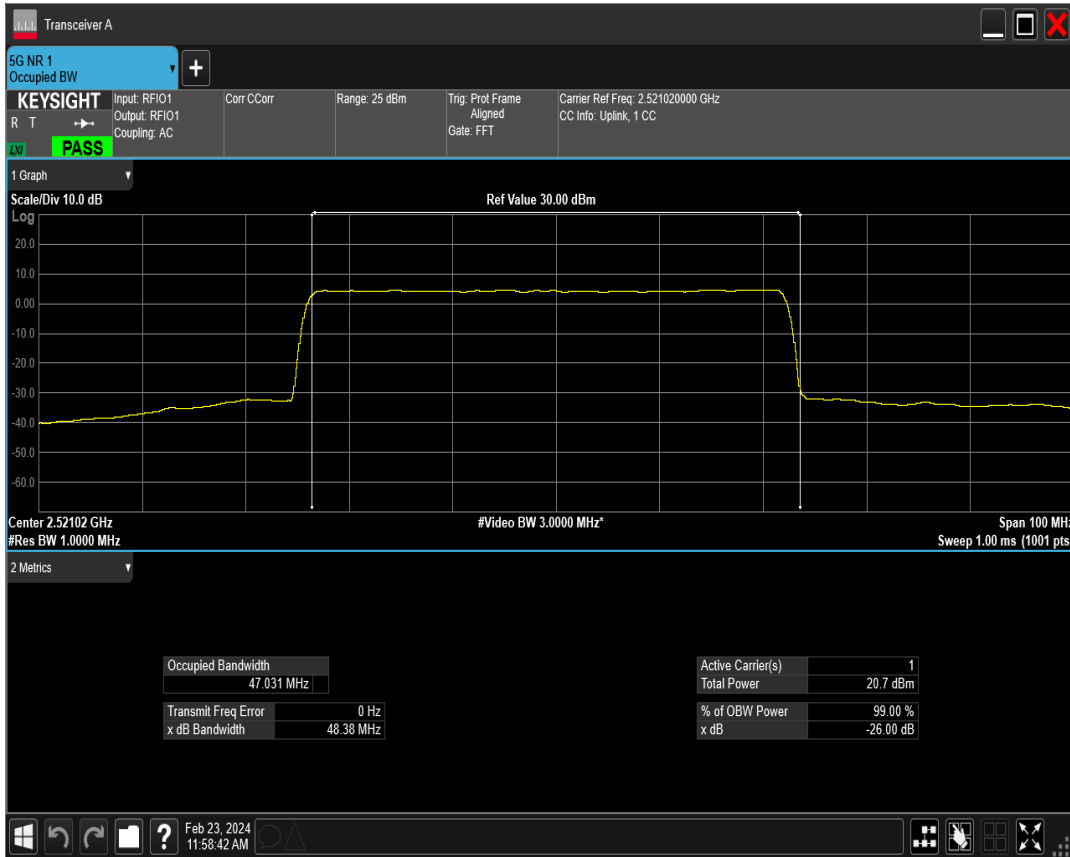 Transceiver A
5G NR 1
Occupied BW
KEYSIGHT
R T
LXI
PASS
Input: RFIO1
Output: RFIO1
Coupling: AC
Corr CCorr
Range: 25 dBm
Trig: Prot Frame
Aligned
Gate: FFT
Carrier Ref Freq: 2.521020000 GHz
CC Info: Uplink, 1 CC
1 Graph
Scale/Div 10.0 dB
Ref Value 30.00 dBm
Log
20.0
10.0
0.00
-10.0
-20.0
-30.0
-40.0
-50.0
-60.0
Center 2.52102 GHz
#Video BW 3.0000 MHz*
Span 100 MHz
#Res BW 1.0000 MHz
Sweep 1.00 ms (1001 pts
2 Metrics
Occupied Bandwidth
47.031 MHz
Transmit Freq Error 0 Hz
x dB Bandwidth 48.38 MHz
Active Carrier(s) 1
Total Power 20.7 dBm
% of OBW Power 99.00 %
x dB -26.00 dB
?
Feb 23, 2024
11:58:42 AM